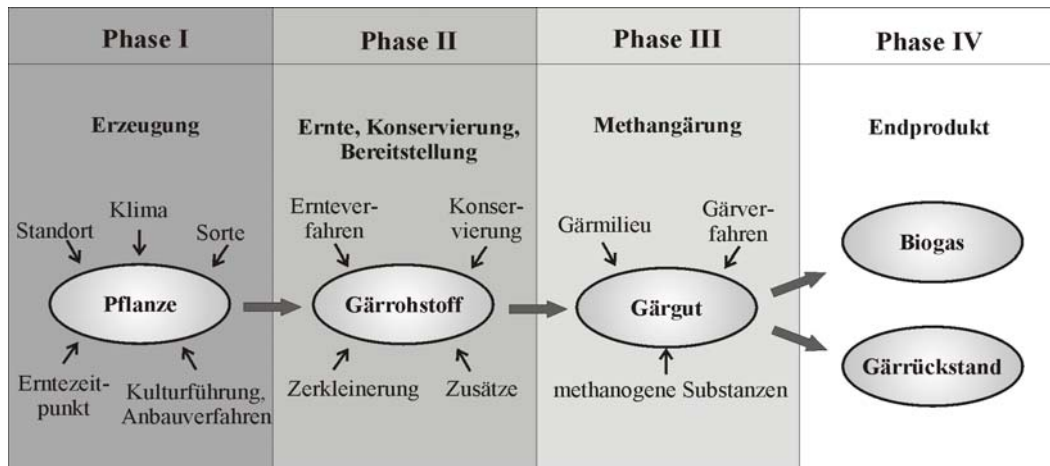 Phase I
Phase II
Phase III
Phase IV
Erzeugung
Ernte, Konservierung,
Bereitstellung
Methangärung
Endprodukt
Klima
Standort
Sorte
Pflanze
Erntezeit-
punkt
Kulturführung,
Anbauverfahren
Erntever-
fahren
Konser-
vierung
Gärrohstoff
Zerkleinerung
Zusätze
Gärmilieu
Gärver-
fahren
Gärgut
methanogene Substanzen
Biogas
Gärrückstand